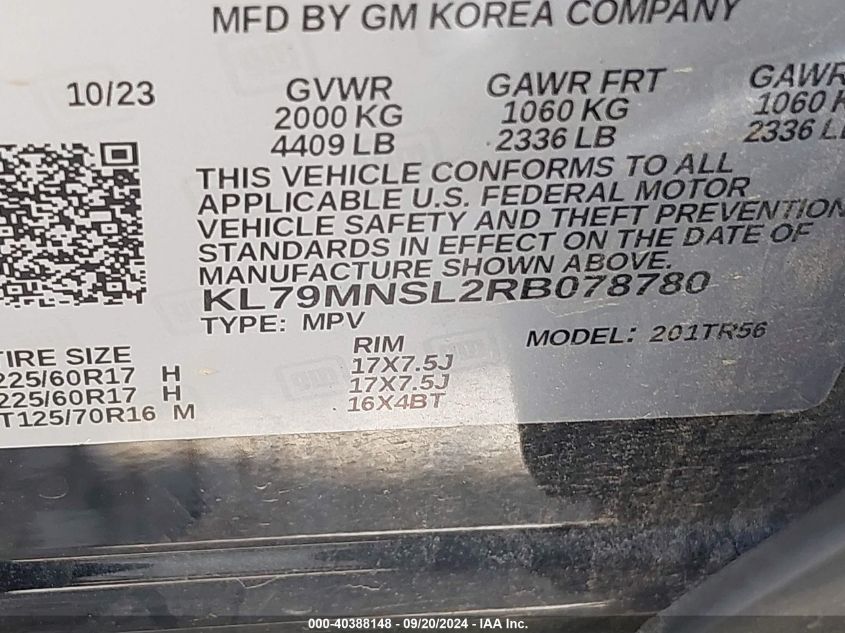 MFD BY GM KOREA COMPANY
10/23 GVWR GAWR FRT GAWR
2000 KG 1060 KG 1060 K
4409 LB 2336 LB 2336 LB
THIS VEHICLE CONFORMS TO ALL
APPLICABLE U.S. FEDERAL MOTOR
VEHICLE SAFETY AND THEFT PREVENTION
STANDARDS IN EFFECT ON THE DATE OF
MANUFACTURE SHOWN ABOVE.
KL79MNSL2RB078780
TYPE: MPV MODEL: 201TR56
TIRE SIZE RIM
225/60R17 H 17X7.5J
225/60R17 H 17X7.5J
T125/70R16 M 16X4BT
000-40388148 - 09/20/2024 - IAA Inc.